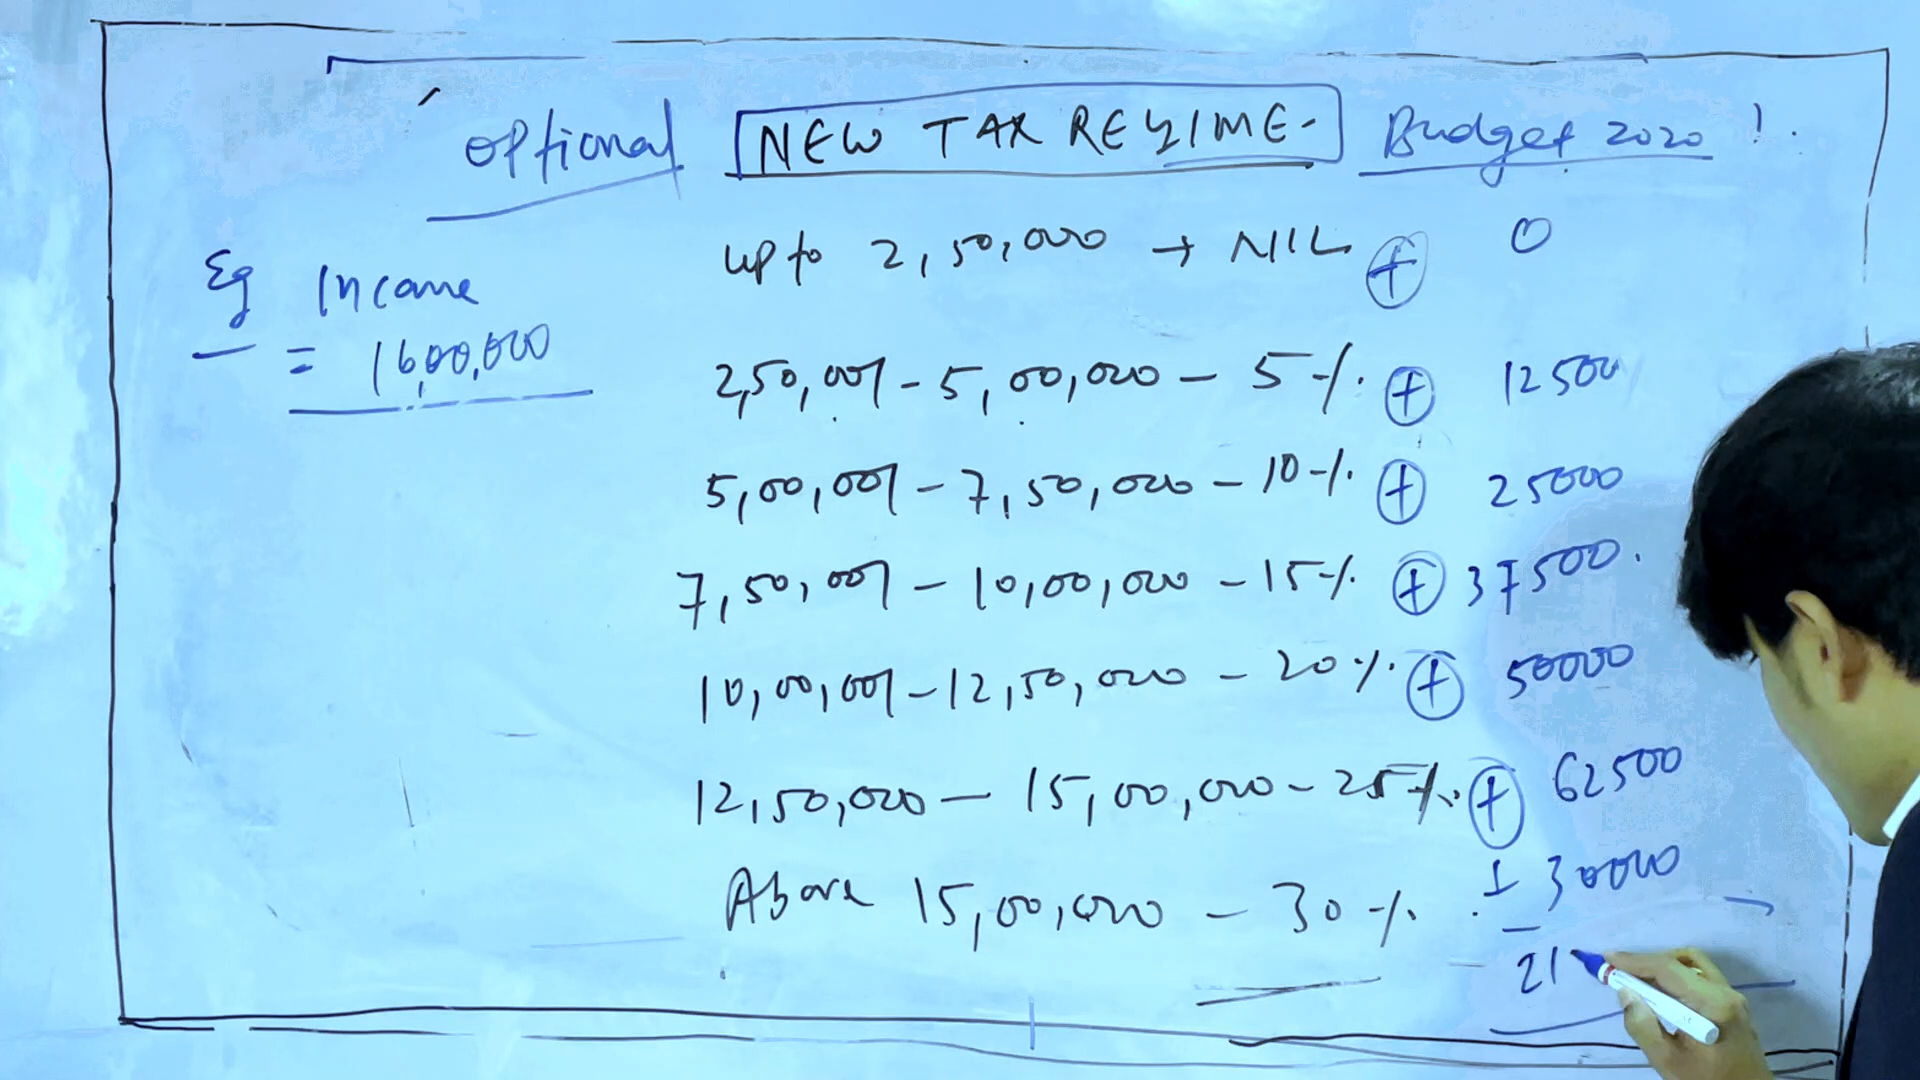 optional NEW TAX REGIME - Budget 2020 !.
Eg Income
= 16,00,000
up to 2,50,000 → NIL + 0
2,50,001 - 5,00,000 - 5% + 12500
5,00,001 - 7,50,000 - 10% + 25000
7,50,001 - 10,00,000 - 15% + 37500.
10,00,001 - 12,50,000 - 20% + 50000
12,50,000 - 15,00,000 - 25% + 62500
Above 15,00,000 - 30% + 30000
21